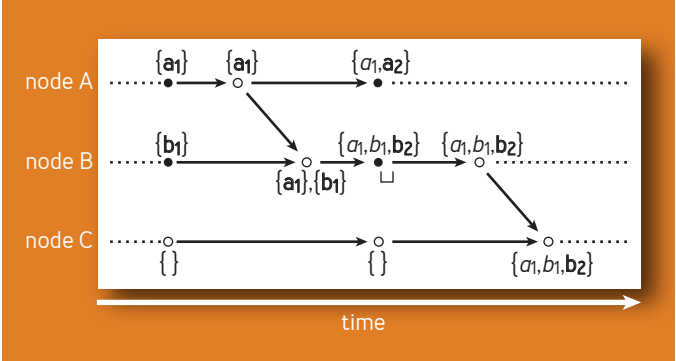 {a1} {a1} {a1,a2}
node A
{b1} {a1,b1,b2} {a1,b1,b2}
node B
{a1},{b1}
node C
{} {} {a1,b1,b2}
time